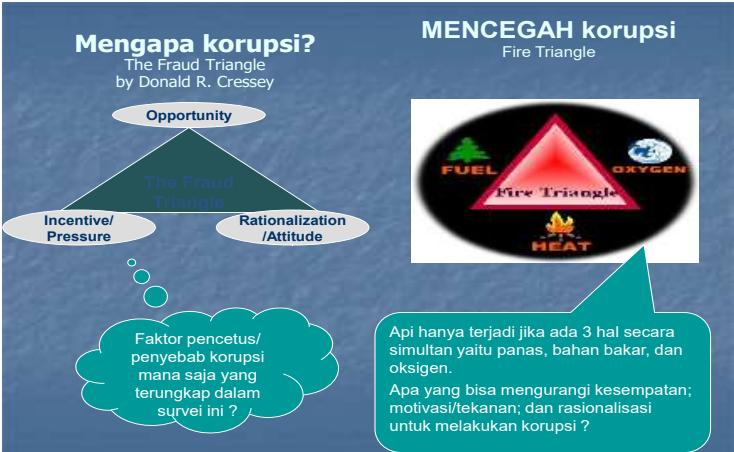 Mengapa korupsi?
The Fraud Triangle
by Donald R. Cressey
Opportunity
The Fraud
Triangle
Incentive/
Pressure
Rationalization
/Attitude
Faktor pencetus/
penyebab korupsi
mana saja yang
terungkap dalam
survei ini ?
MENCEGAH korupsi
Fire Triangle
FUEL
OXYGEN
Fire Triangle
HEAT
Api hanya terjadi jika ada 3 hal secara
simultan yaitu panas, bahan bakar, dan
oksigen.
Apa yang bisa mengurangi kesempatan;
motivasi/tekanan; dan rasionalisasi
untuk melakukan korupsi ?